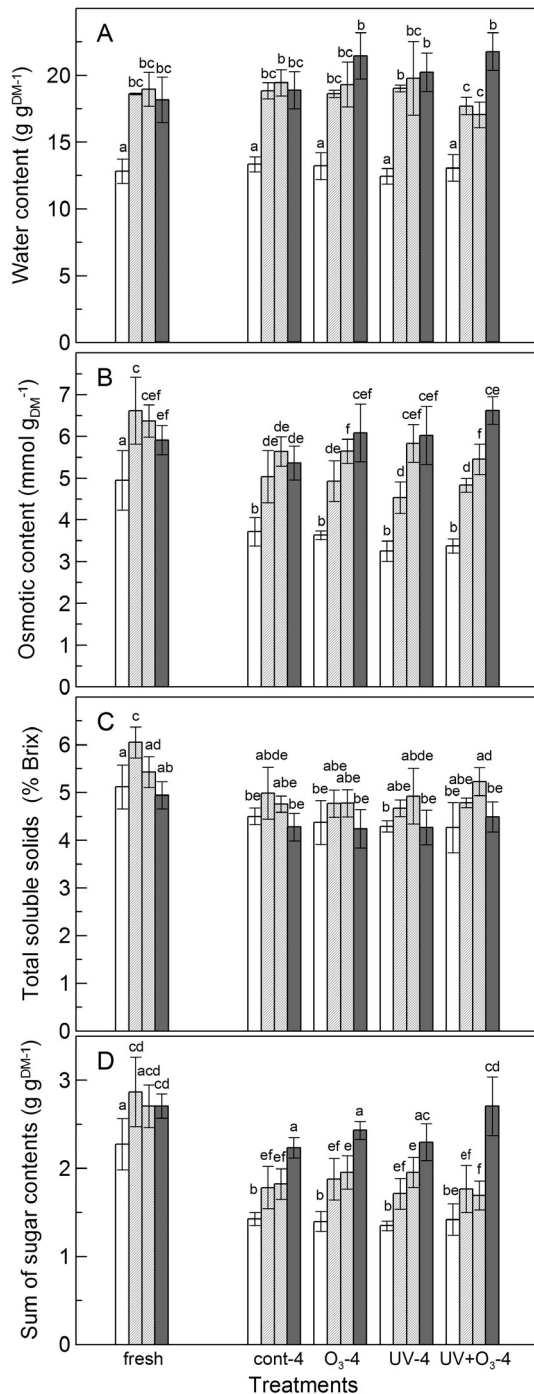 A
Water content (g g^DM-1)
20
15
10
5
0
a
bc
bc
bc
a
bc
b
bc
a
bc
bc
b
a
b
bc
b
a
c
c
b
B
Osmotic content (mmol g_DM^-1)
7
6
5
4
3
2
1
0
a
c
cef
ef
b
de
de
de
b
de
f
cef
b
d
cef
cef
b
d
f
ce
C
Total soluble solids (% Brix)
6
5
4
3
2
1
0
a
c
ad
ab
be
abde
abe
be
be
abe
abe
be
b
abe
abde
be
be
abe
ad
be
D
Sum of sugar contents (g g^DM-1)
3
2
1
0
a
cd
acd
cd
b
ef
ef
a
b
ef
e
a
b
ef
e
ac
be
ef
f
cd
fresh cont-4 O₃-4 UV-4 UV+O₃-4
Treatments